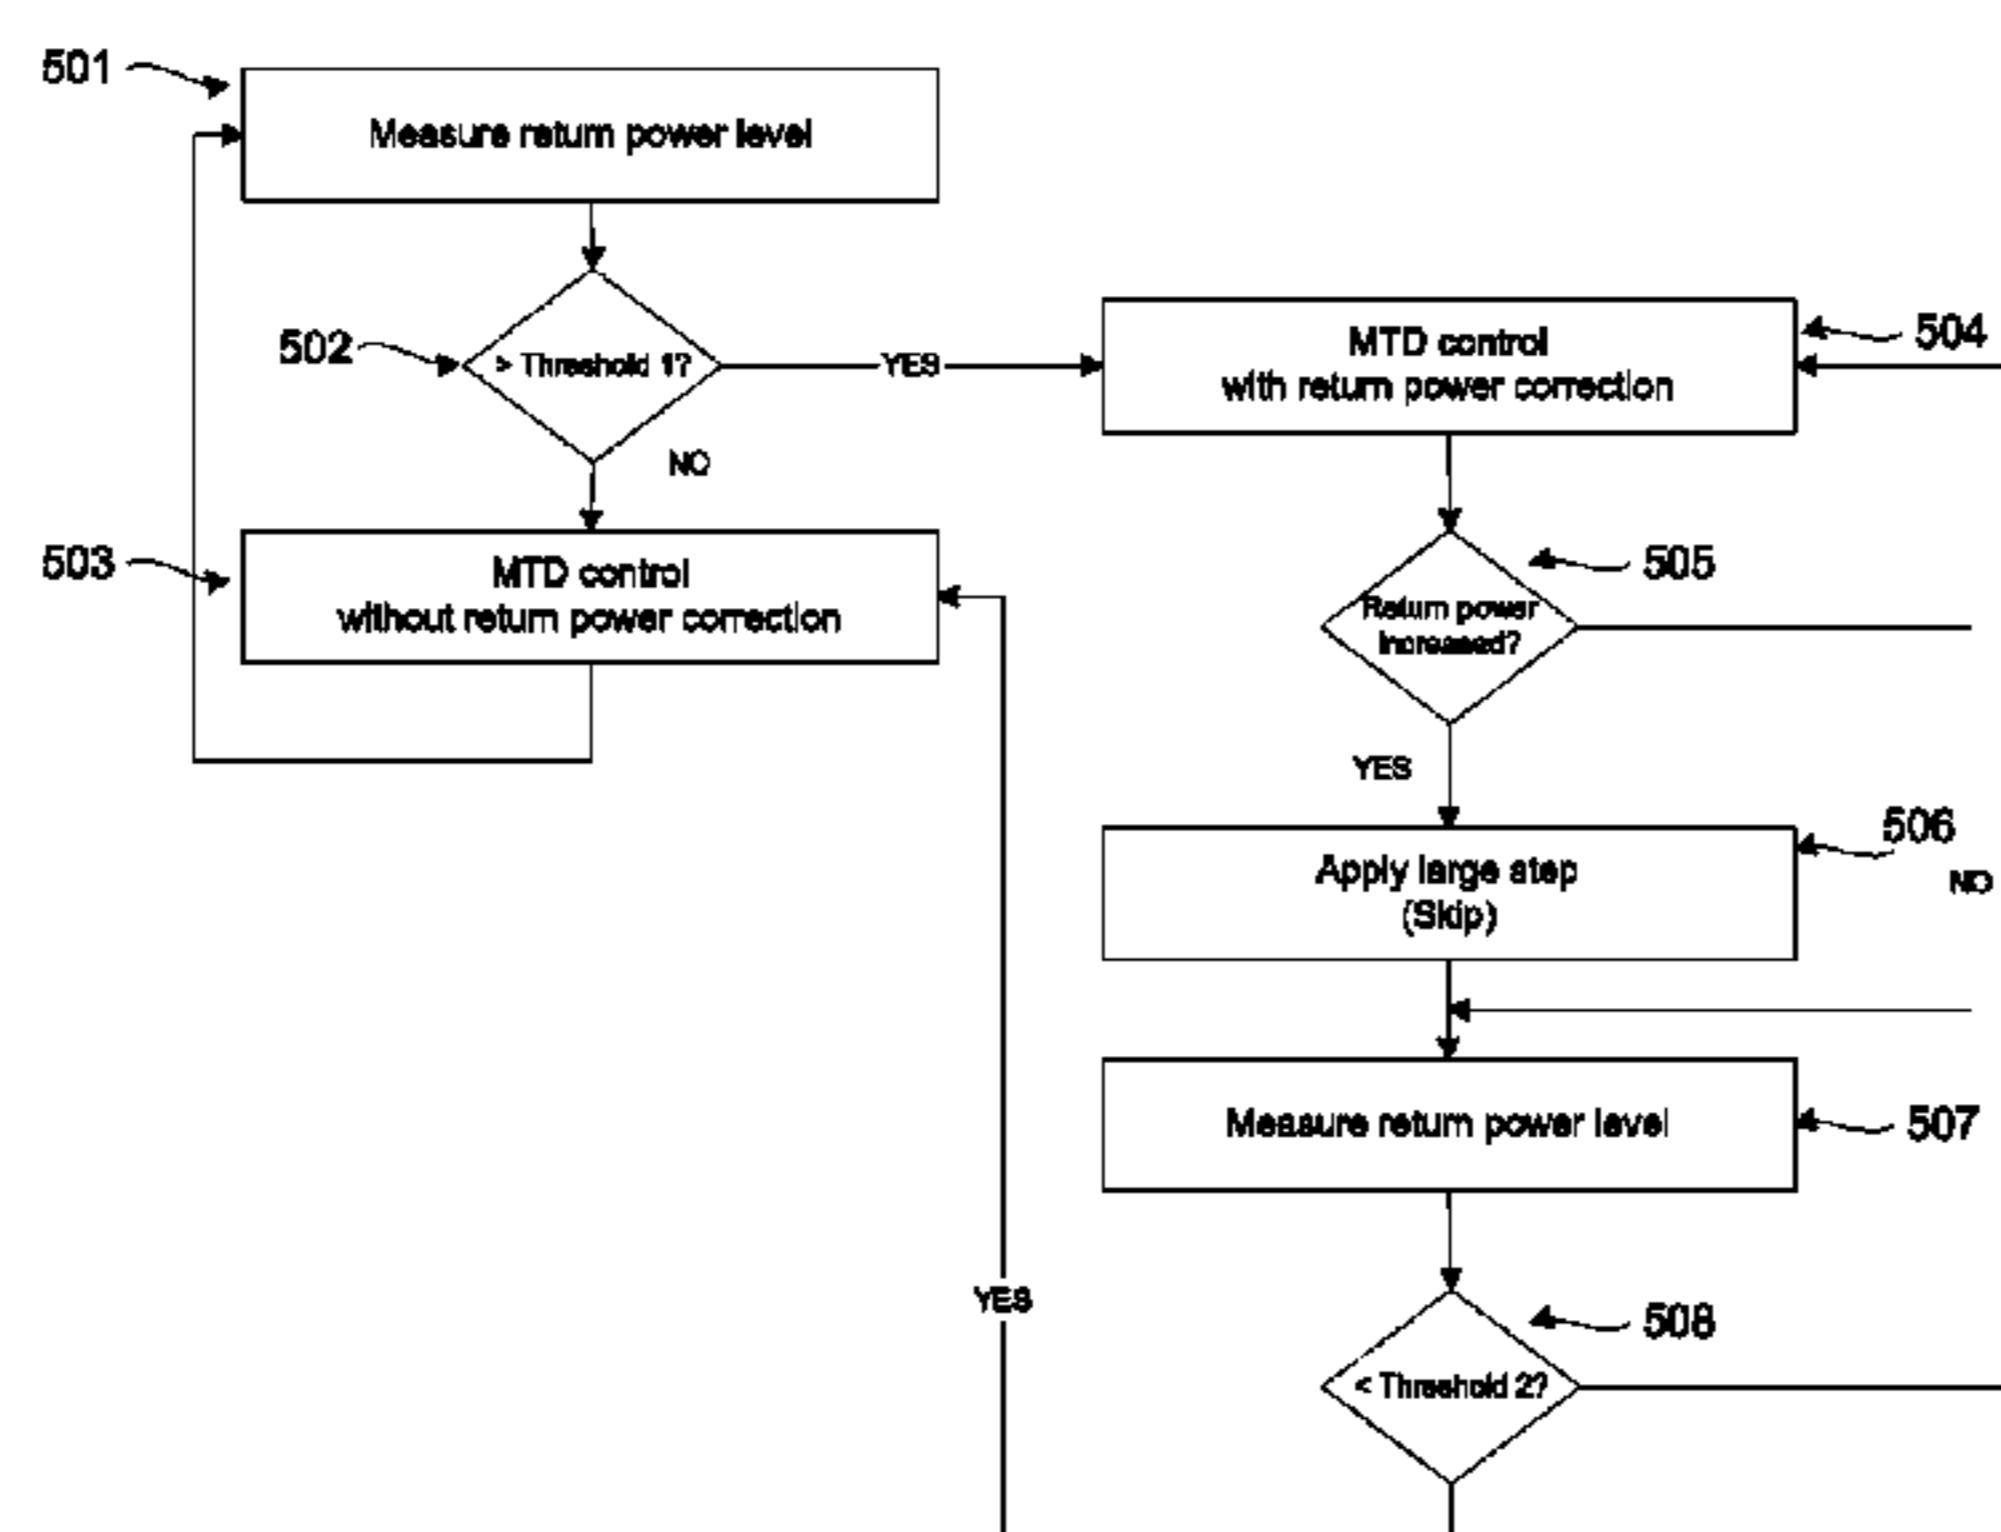 501
Measure return power level
502
> Threshold 1?
YES
NO
503
MTD control
without return power correction
504
MTD control
with return power correction
505
Return power
increased?
YES
506
Apply large step
(Skip)
NO
507
Measure return power level
508
< Threshold 2?
YES